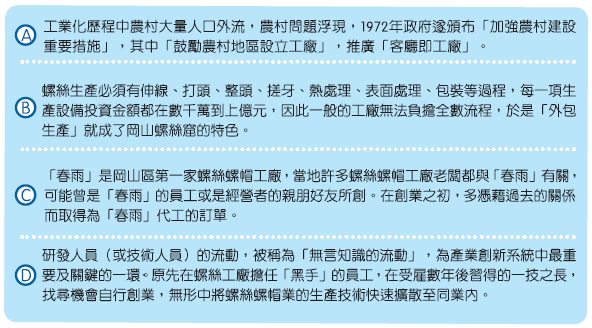 A 工業化歷程中農村大量人口外流，農村問題浮現，1972年政府遂頒布「加強農村建設
重要措施」，其中「鼓勵農村地區設立工廠」，推廣「客廳即工廠」。
B 螺絲生產必須有伸線、打頭、整頭、搓牙、熱處理、表面處理、包裝等過程，每一項生
產設備投資金額都在數千萬到上億元，因此一般的工廠無法負擔全數流程，於是「外包
生產」就成了岡山螺絲窟的特色。
C 「春雨」是岡山區第一家螺絲螺帽工廠，當地許多螺絲螺帽工廠老闆都與「春雨」有關，
可能曾是「春雨」的員工或是經營者的親朋好友所創。在創業之初，多憑藉過去的關係
而取得為「春雨」代工的訂單。
D 研發人員（或技術人員）的流動，被稱為「無言知識的流動」，為產業創新系統中最重
要及關鍵的一環。原先在螺絲工廠擔任「黑手」的員工，在受雇數年後習得的一技之長，
找尋機會自行創業，無形中將螺絲螺帽業的生產技術快速擴散至同業內。